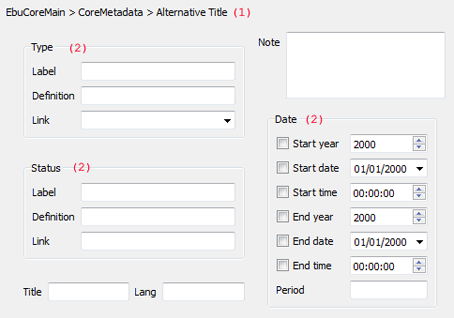 EbuCoreMain > CoreMetadata > Alternative Title (1)
Type (2)
Label
Definition
Link
Status (2)
Label
Definition
Link
Title
Lang
Note
Date (2)
Start year 2000
Start date 01/01/2000
Start time 00:00:00
End year 2000
End date 01/01/2000
End time 00:00:00
Period